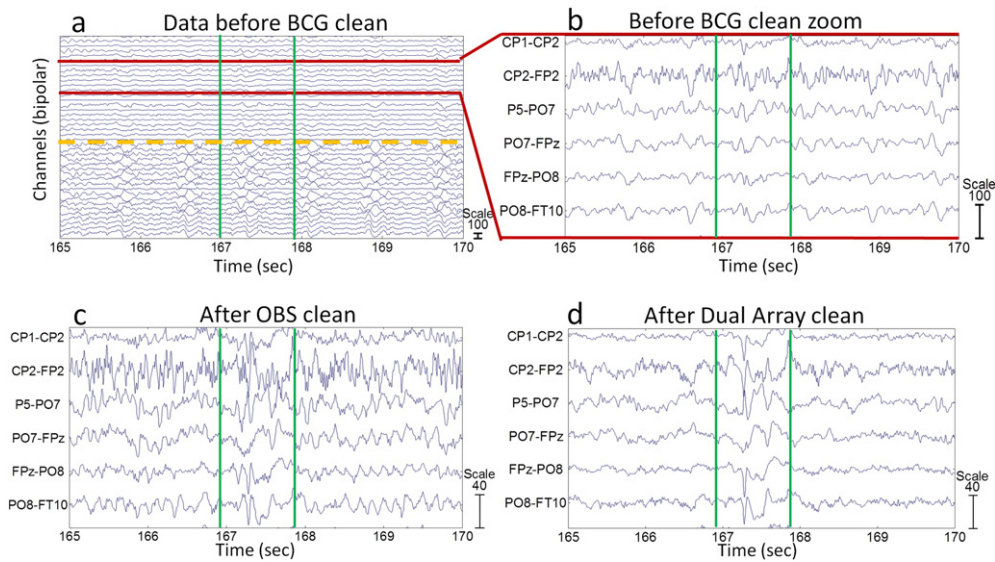 a
Data before BCG clean
Channels (bipolar)
Scale
100
165 166 167 168 169 170
Time (sec)
b
Before BCG clean zoom
CP1-CP2
CP2-FP2
P5-PO7
PO7-FPz
FPz-PO8
PO8-FT10
Scale
100
165 166 167 168 169 170
Time (sec)
c
After OBS clean
CP1-CP2
CP2-FP2
P5-PO7
PO7-FPz
FPz-PO8
PO8-FT10
Scale
40
165 166 167 168 169 170
Time (sec)
d
After Dual Array clean
CP1-CP2
CP2-FP2
P5-PO7
PO7-FPz
FPz-PO8
PO8-FT10
Scale
40
165 166 167 168 169 170
Time (sec)